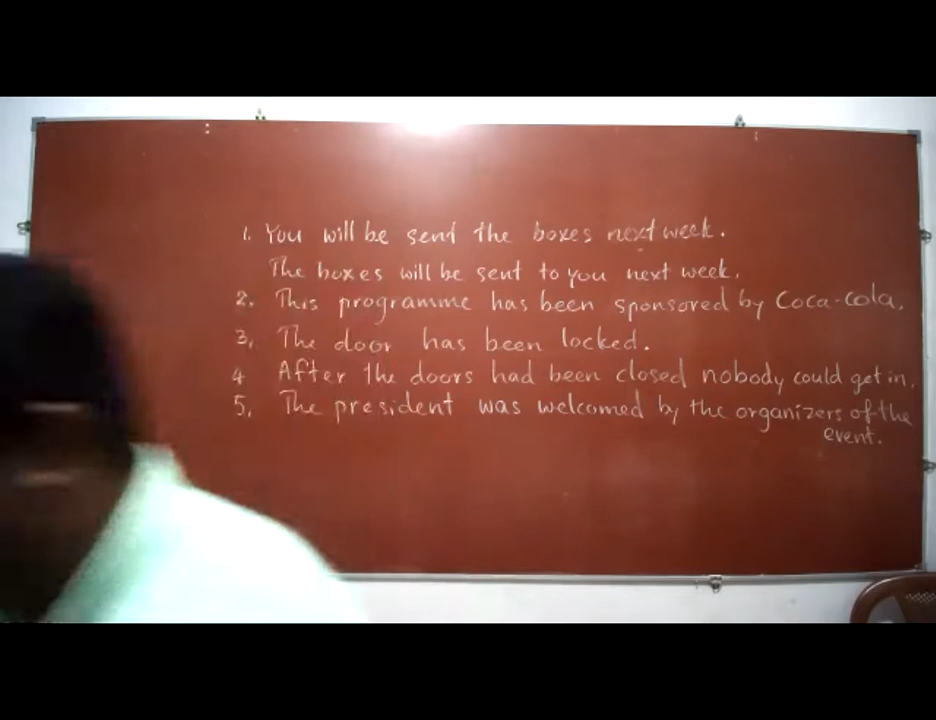 1. You will be sent the boxes next week.
The boxes will be sent to you next week.
2. This programme has been sponsored by Coca-cola.
3. The door has been locked.
4 After the doors had been closed nobody could get in.
5. The president was welcomed by the organizers of the
event.